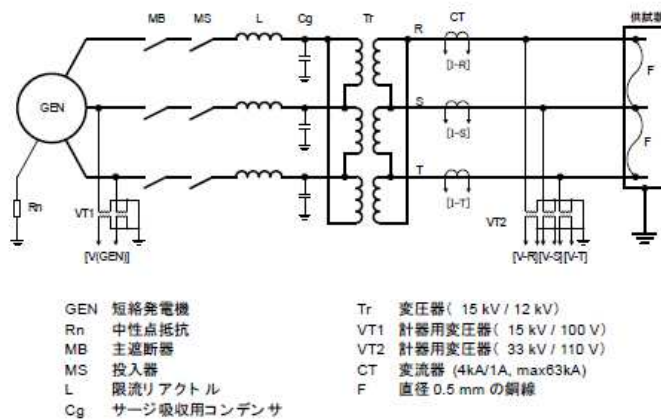 MB MS L Cg Tr R CT 供試器
[I-R] F
GEN S
[I-S]
F
T
Rn VT1 [I-T] VT2
[V(GEN)] [V-R][V-S][V-T]
GEN 短絡発電機
Rn 中性点抵抗
MB 主遮断器
MS 投入器
L 限流リアクトル
Cg サージ吸収用コンデンサ
Tr 変圧器( 15 kV / 12 kV)
VT1 計器用変圧器( 15 kV / 100 V)
VT2 計器用変圧器( 33 kV / 110 V)
CT 変流器 (4kA/1A, max63kA)
F 直径 0.5 mm の銅線